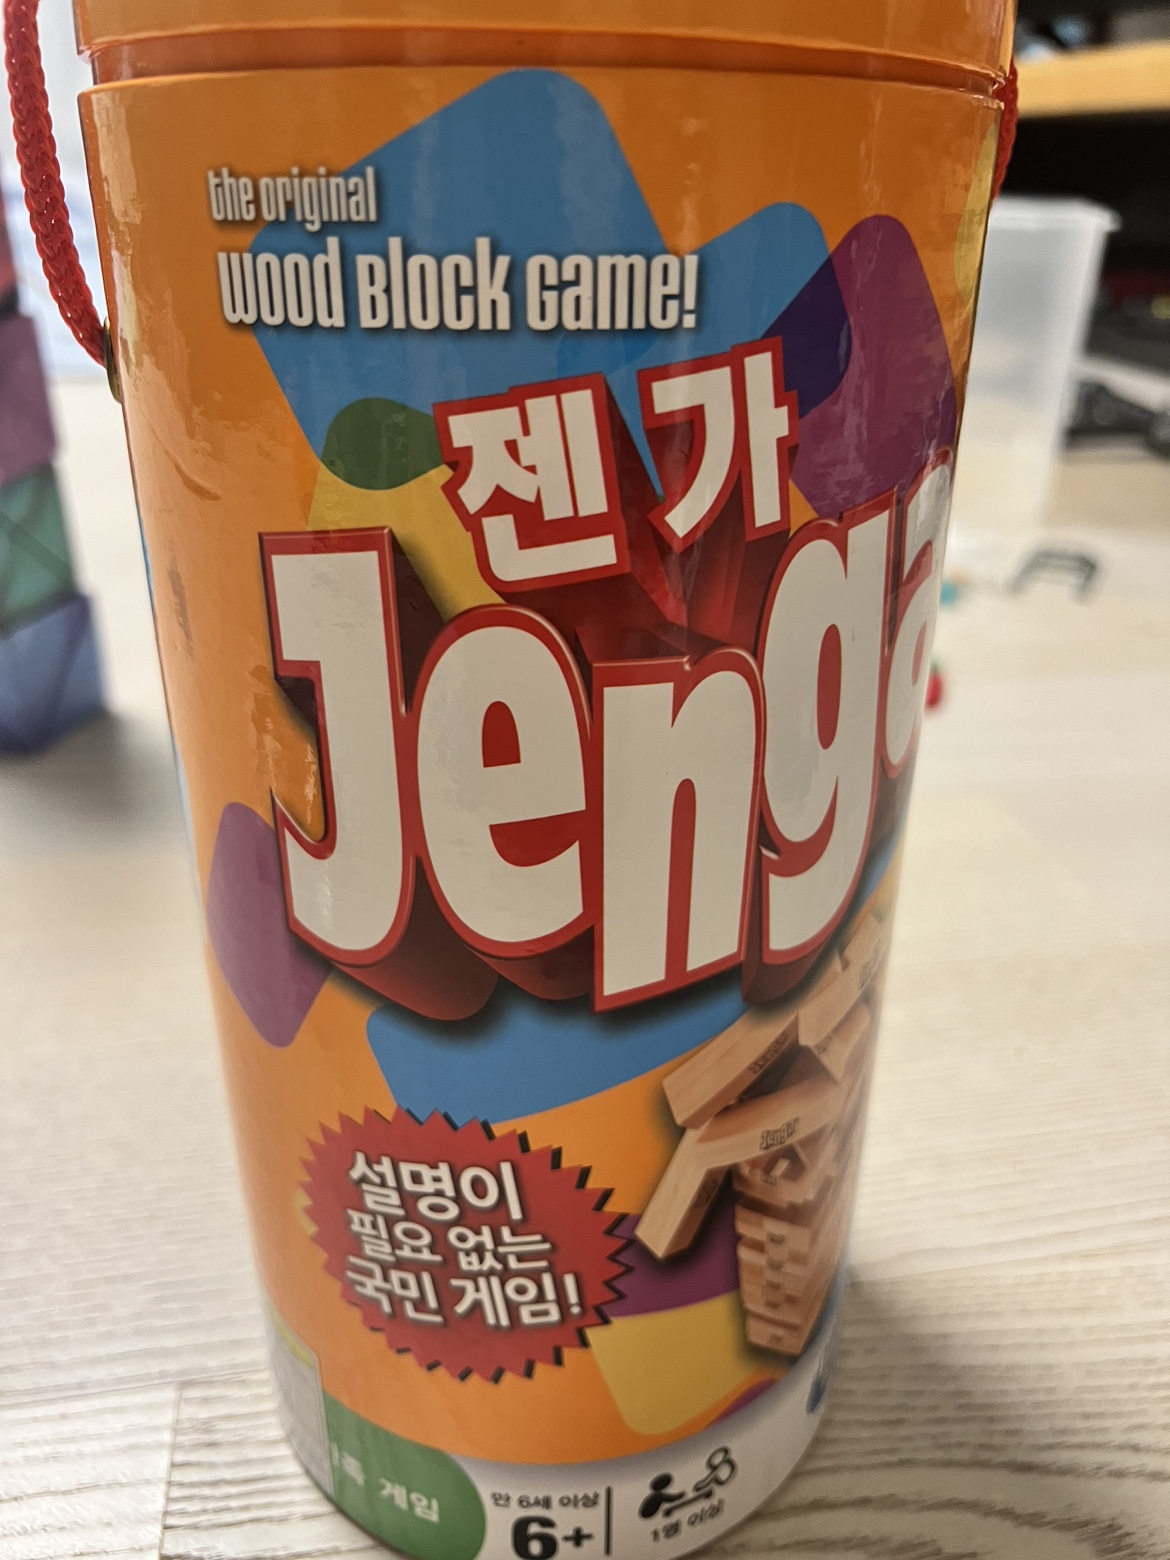 the original
wood Block Game!
젠가
Jenga
Jenga
설명이
필요 없는
국민 게임!
게임
만 6세 이상
6+
1명 이상